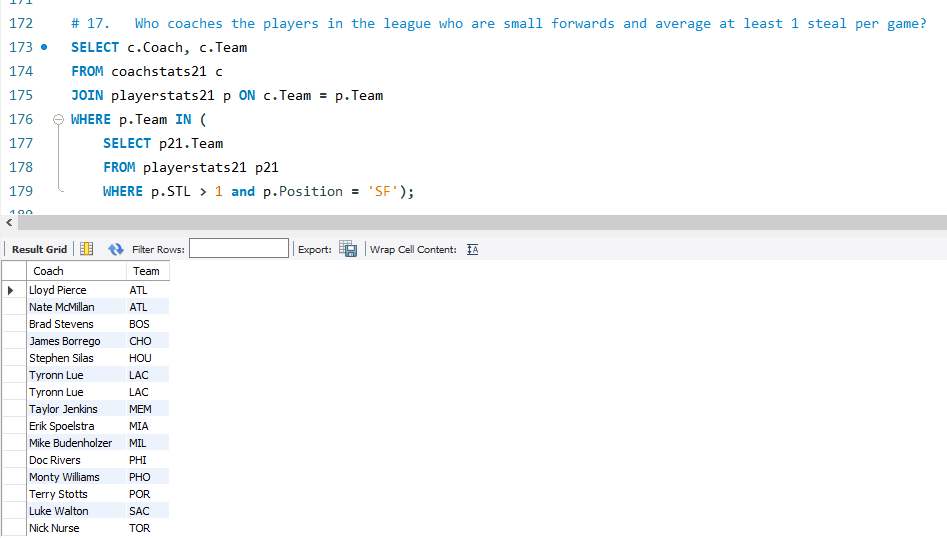 172 # 17. Who coaches the players in the league who are small forwards and average at least 1 steal per game?
173 SELECT c.Coach, c.Team
174 FROM coachstats21 c
175 JOIN playerstats21 p ON c.Team = p.Team
176 WHERE p.Team IN (
177 SELECT p21.Team
178 FROM playerstats21 p21
179 WHERE p.STL > 1 and p.Position = 'SF');
Result Grid Filter Rows: Export: Wrap Cell Content: IA
Coach Team
Lloyd Pierce ATL
Nate McMillan ATL
Brad Stevens BOS
James Borrego CHO
Stephen Silas HOU
Tyronn Lue LAC
Tyronn Lue LAC
Taylor Jenkins MEM
Erik Spoelstra MIA
Mike Budenholzer MIL
Doc Rivers PHI
Monty Williams PHO
Terry Stotts POR
Luke Walton SAC
Nick Nurse TOR